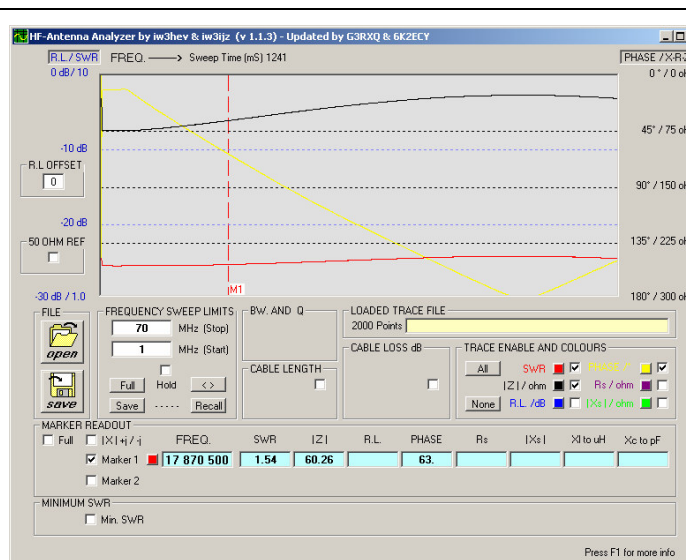 HF-Antenna Analyzer by iw3hev & iw3ijz (v 1.1.3) - Updated by G3RXQ & 6K2ECY
R.L./SWR FREQ. Sweep Time (mS) 1241 PHASE / X-R-Z
0 dB/ 10 0 ° / 0 oh
45° / 75 oh
-10 dB
R.L OFFSET
0
90° / 150 oh
-20 dB
50 OHM REF
135° / 225 oh
M1
-30 dB / 1.0 180° / 300 oh
FILE FREQUENCY SWEEP LIMITS BW. AND Q LOADED TRACE FILE
70 MHz (Stop) 2000 Points
open 1 MHz (Start) CABLE LOSS dB TRACE ENABLE AND COLOURS
CABLE LENGTH All SWR PHASE /°
Full Hold < > |Z| / ohm Rs / ohm
save Save ..... Recall None R.L. /dB |Xs| / ohm
MARKER READOUT
Full |X| +j / -j FREQ. SWR |Z| R.L. PHASE Rs |Xs| Xl to uH Xc to pF
Marker 1 17 870 500 1.54 60.26 63.
Marker 2
MINIMUM SWR
Min. SWR
Press F1 for more info